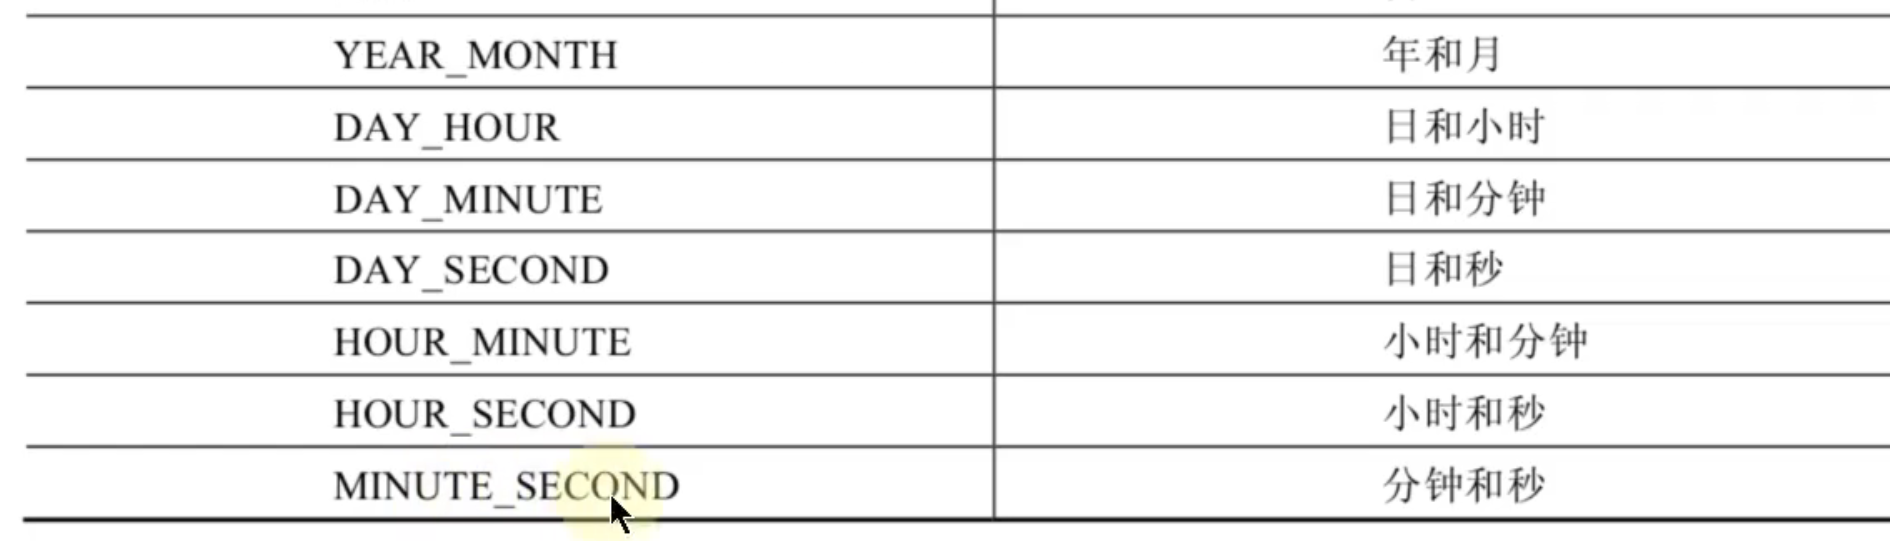 YEAR_MONTH 年和月
DAY_HOUR 日和小时
DAY_MINUTE 日和分钟
DAY_SECOND 日和秒
HOUR_MINUTE 小时和分钟
HOUR_SECOND 小时和秒
MINUTE_SECOND 分钟和秒